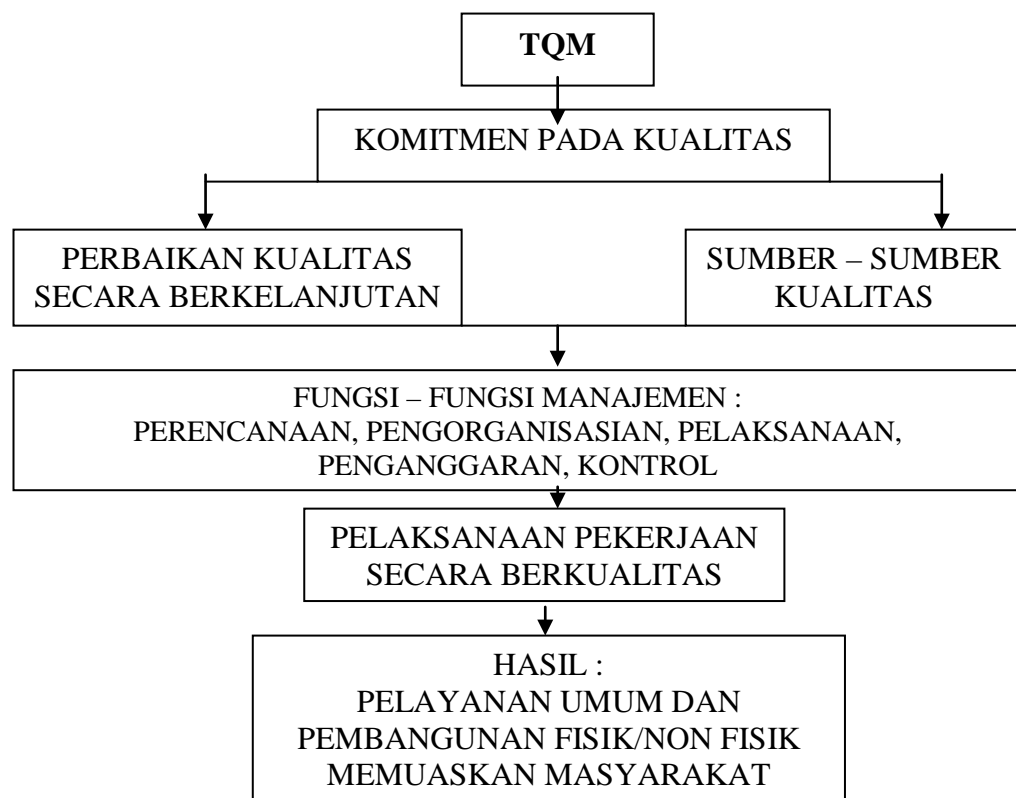 TQM
KOMITMEN PADA KUALITAS
PERBAIKAN KUALITAS
SECARA BERKELANJUTAN
SUMBER – SUMBER
KUALITAS
FUNGSI – FUNGSI MANAJEMEN :
PERENCANAAN, PENGORGANISASIAN, PELAKSANAAN,
PENGANGGARAN, KONTROL
PELAKSANAAN PEKERJAAN
SECARA BERKUALITAS
HASIL :
PELAYANAN UMUM DAN
PEMBANGUNAN FISIK/NON FISIK
MEMUASKAN MASYARAKAT